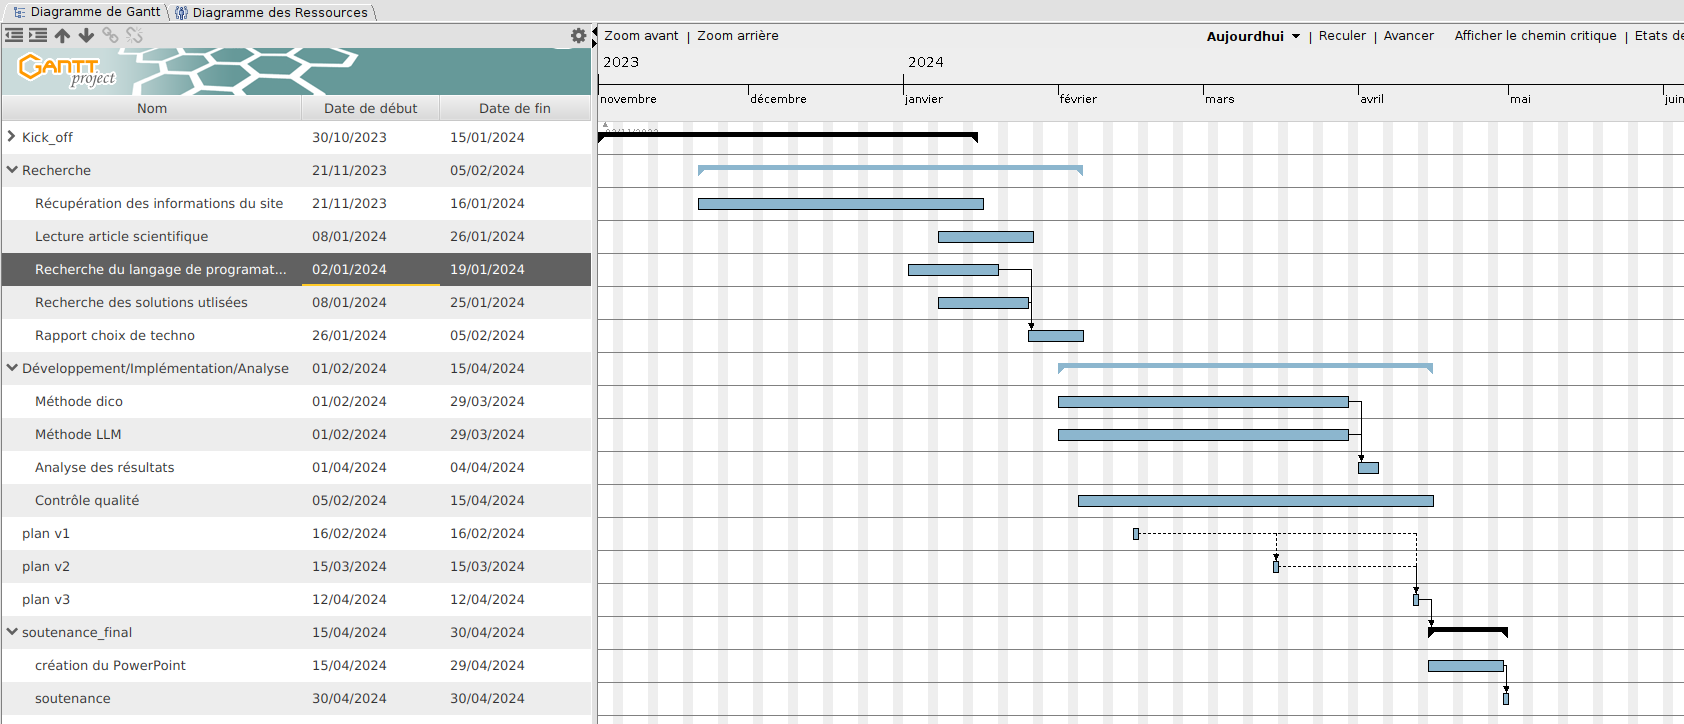 Diagramme de Gantt Diagramme des Ressources
Zoom avant | Zoom arrière Aujourd'hui | Reculer | Avancer Afficher le chemin critique | Etats de
GANTT project
2023 2024
Nom Date de début Date de fin novembre décembre janvier février mars avril mai juin
Kick_off 30/10/2023 15/01/2024
Recherche 21/11/2023 05/02/2024
Récupération des informations du site 21/11/2023 16/01/2024
Lecture article scientifique 08/01/2024 26/01/2024
Recherche du langage de programat... 02/01/2024 19/01/2024
Recherche des solutions utlisées 08/01/2024 25/01/2024
Rapport choix de techno 26/01/2024 05/02/2024
Développement/Implémentation/Analyse 01/02/2024 15/04/2024
Méthode dico 01/02/2024 29/03/2024
Méthode LLM 01/02/2024 29/03/2024
Analyse des résultats 01/04/2024 04/04/2024
Contrôle qualité 05/02/2024 15/04/2024
plan v1 16/02/2024 16/02/2024
plan v2 15/03/2024 15/03/2024
plan v3 12/04/2024 12/04/2024
soutenance_final 15/04/2024 30/04/2024
création du PowerPoint 15/04/2024 29/04/2024
soutenance 30/04/2024 30/04/2024